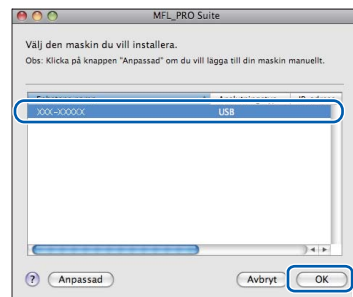 MFL_PRO Suite
Välj den maskin du vill installera.
Obs: Klicka på knappen "Anpassad" om du vill lägga till din maskin manuellt.
XXX-XXXXX USB
? Anpassad Avbryt OK